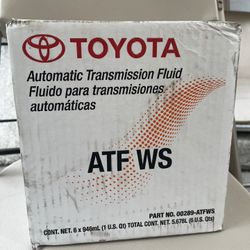 TOYOTA
Automatic Transmission Fluid
Fluido para transmisiones
automáticas
ATF WS
PART NO. 00289-ATFWS
CONT. NET. 6 x 946mL (1 U.S. Qt) TOTAL CONT. NET. 5.678L (6 U.S. Qts)